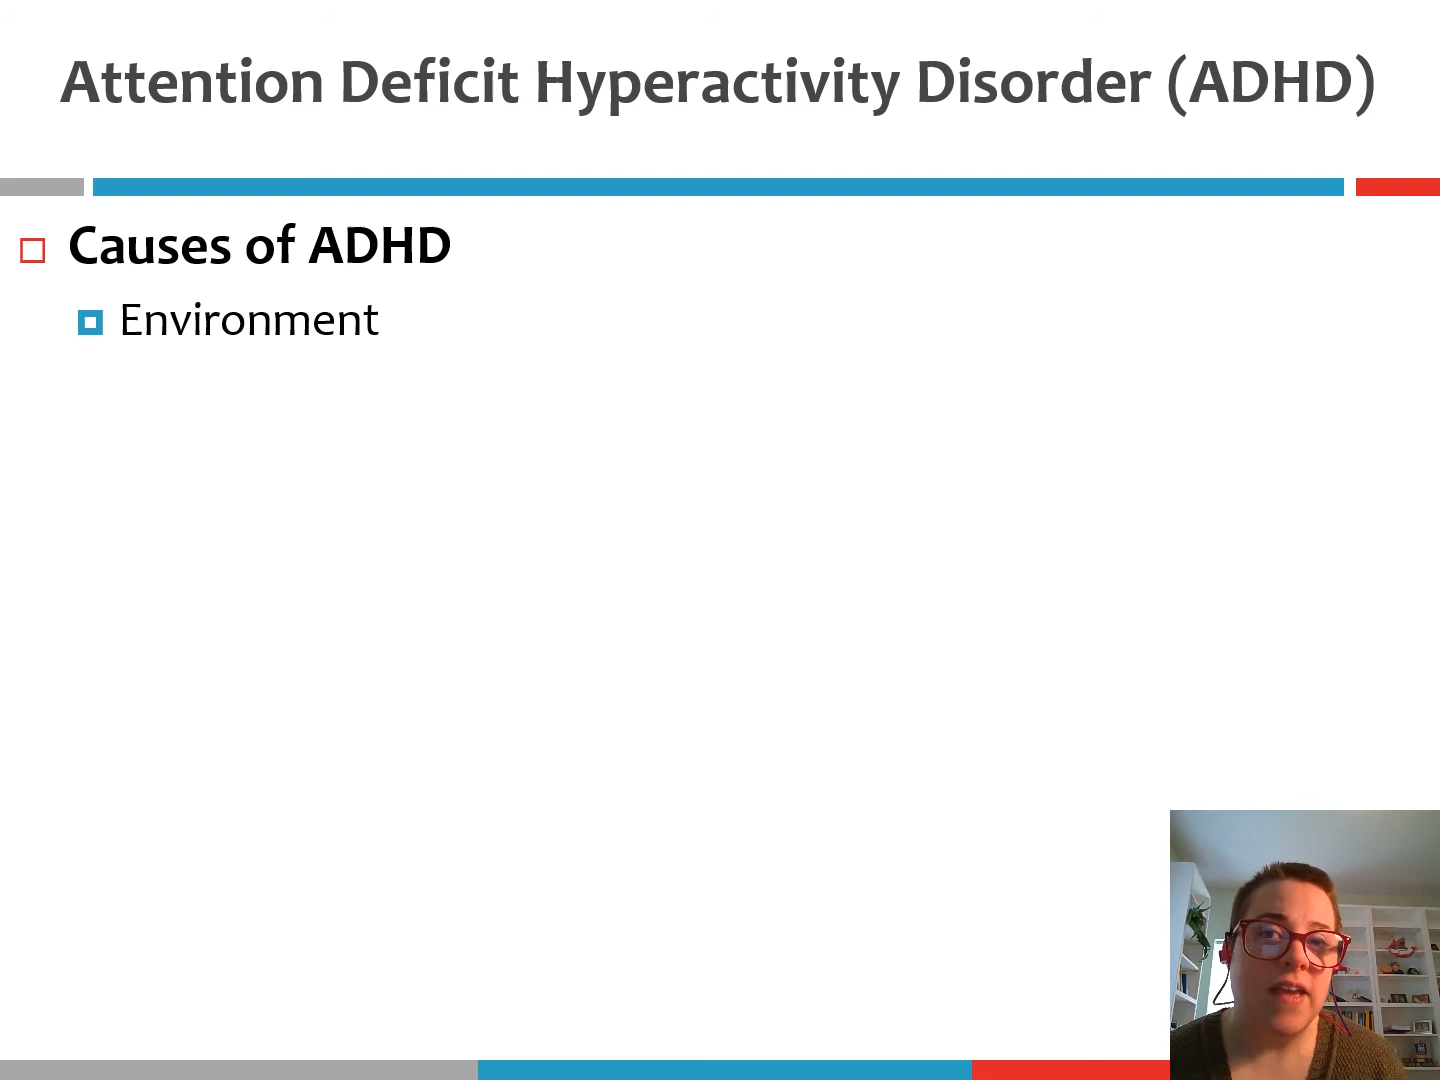 Attention Deficit Hyperactivity Disorder (ADHD)
Causes of ADHD
Environment